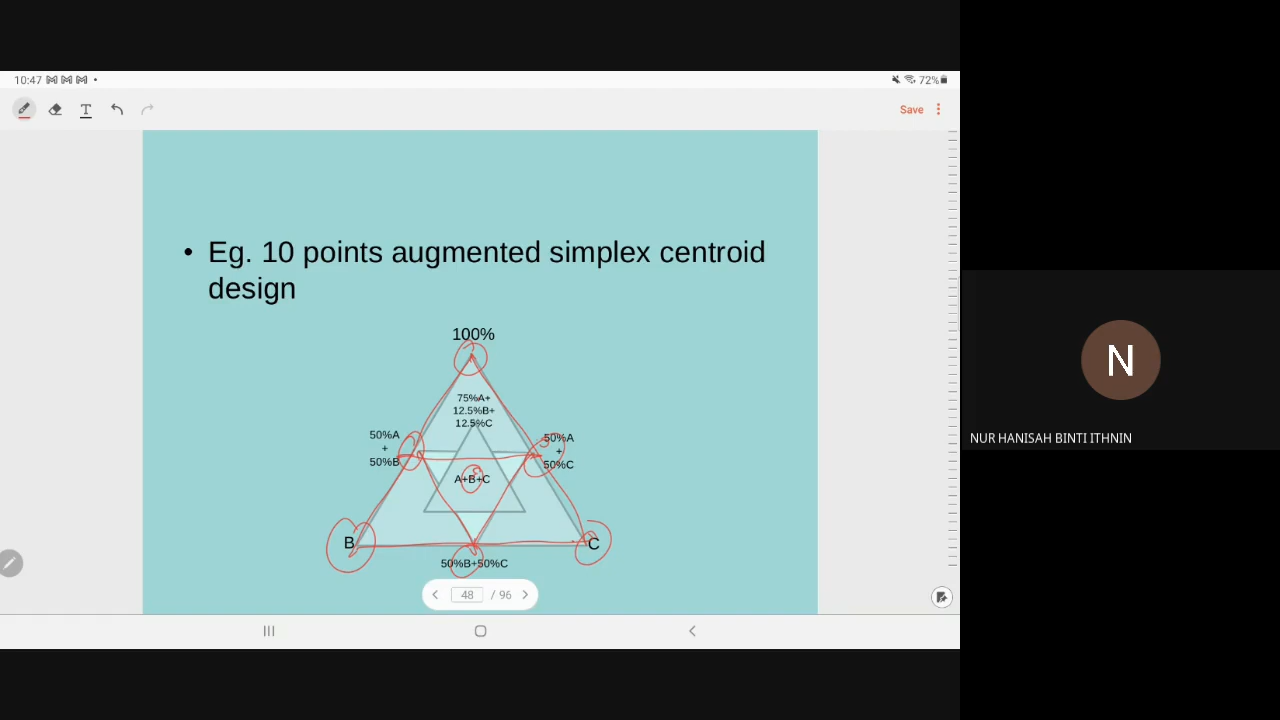 10:47
72%
Save
• Eg. 10 points augmented simplex centroid
design
100%
75%A+
12.5%B+
12.5%C
50%A
+
50%B
50%A
+
50%C
A+B+C
B
C
50%B+50%C
48 / 96
N
NUR HANISAH BINTI ITHNIN